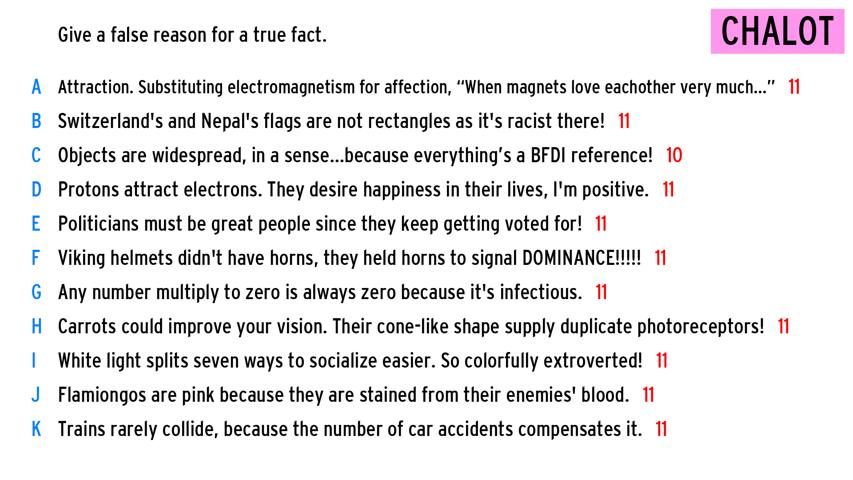 Give a false reason for a true fact.
CHALOT
A Attraction. Substituting electromagnetism for affection, “When magnets love eachother very much...” 11
B Switzerland's and Nepal's flags are not rectangles as it's racist there! 11
C Objects are widespread, in a sense...because everything’s a BFDI reference! 10
D Protons attract electrons. They desire happiness in their lives, I'm positive. 11
E Politicians must be great people since they keep getting voted for! 11
F Viking helmets didn't have horns, they held horns to signal DOMINANCE!!!!! 11
G Any number multiply to zero is always zero because it's infectious. 11
H Carrots could improve your vision. Their cone-like shape supply duplicate photoreceptors! 11
I White light splits seven ways to socialize easier. So colorfully extroverted! 11
J Flamiongos are pink because they are stained from their enemies' blood. 11
K Trains rarely collide, because the number of car accidents compensates it. 11